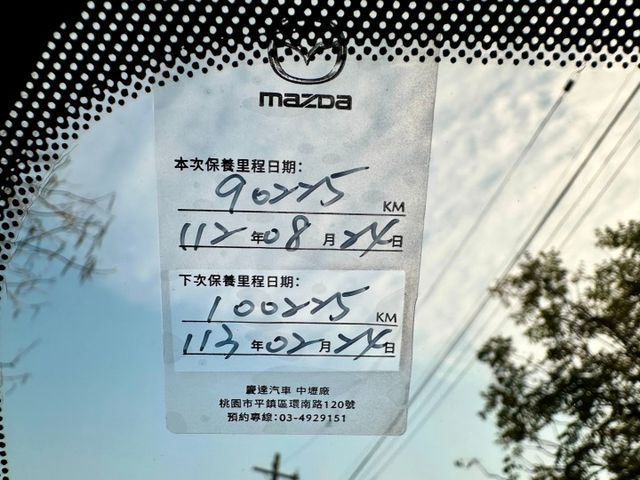 mazda
本次保養里程日期:
90275 KM
112年08月24日
下次保養里程日期:
100275 KM
113年02月24日
慶達汽車 中壢廠
桃園市平鎮區環南路120號
預約專線:03-4929151